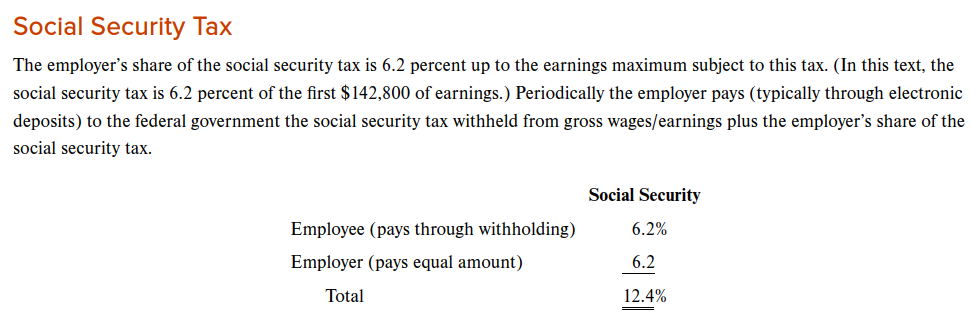 Social Security Tax
The employer’s share of the social security tax is 6.2 percent up to the earnings maximum subject to this tax. (In this text, the
social security tax is 6.2 percent of the first $142,800 of earnings.) Periodically the employer pays (typically through electronic
deposits) to the federal government the social security tax withheld from gross wages/earnings plus the employer’s share of the
social security tax.
Social Security
Employee (pays through withholding) 6.2%
Employer (pays equal amount) 6.2
Total 12.4%